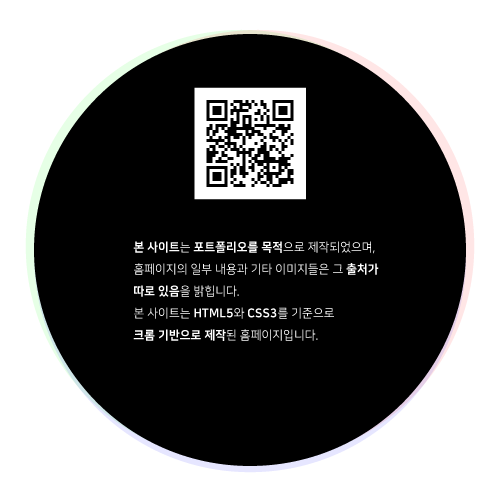 본 사이트는 포트폴리오를 목적으로 제작되었으며,
홈페이지의 일부 내용과 기타 이미지들은 그 출처가
따로 있음을 밝힙니다.
본 사이트는 HTML5와 CSS3를 기준으로
크롬 기반으로 제작된 홈페이지입니다.